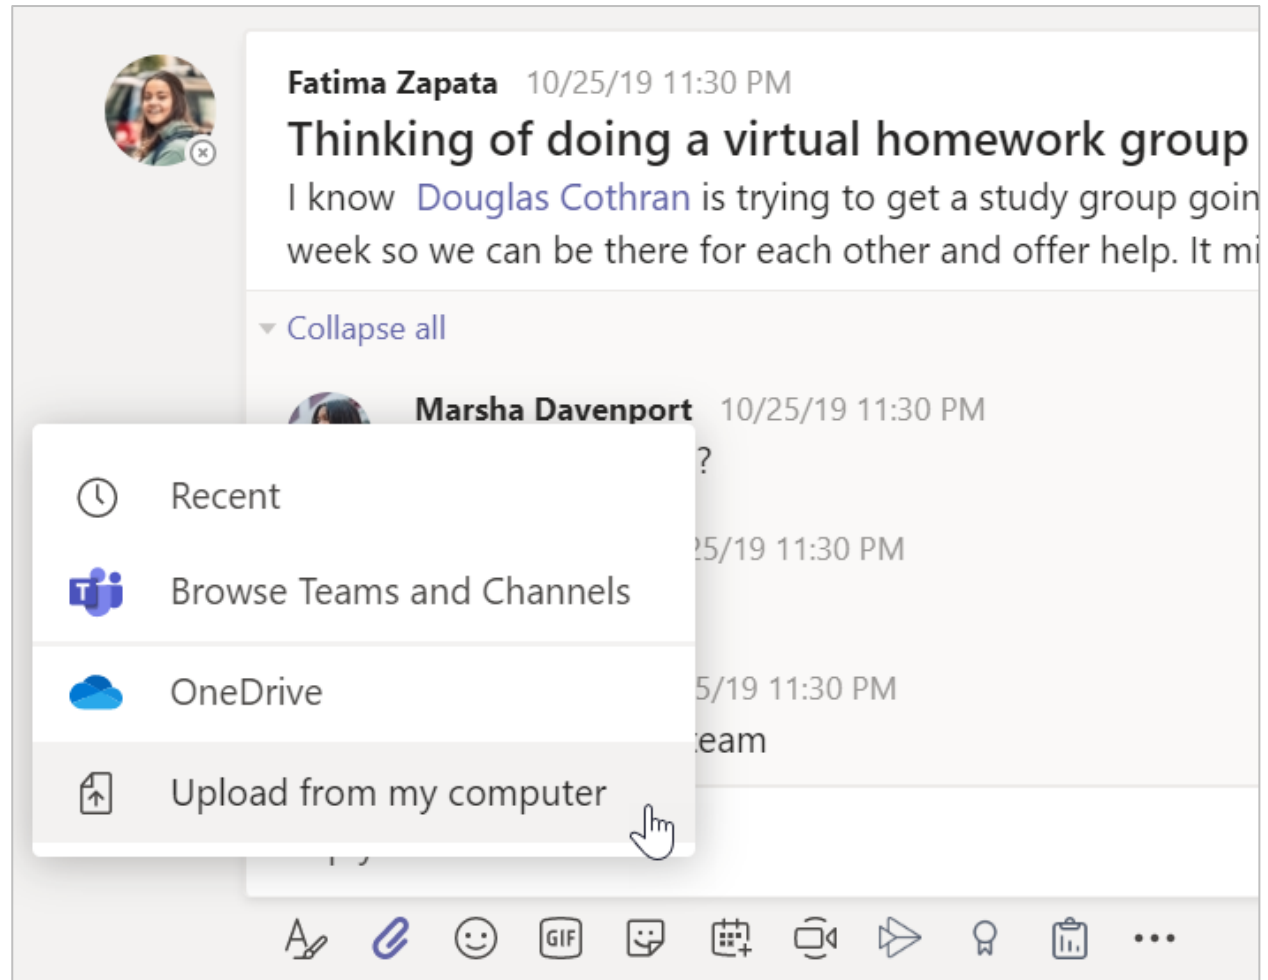 Fatima Zapata 10/25/19 11:30 PM
Thinking of doing a virtual homework group
I know Douglas Cothran is trying to get a study group goin
week so we can be there for each other and offer help. It mi
Collapse all
Marsha Davenport 10/25/19 11:30 PM
?
25/19 11:30 PM
5/19 11:30 PM
team
Recent
T
Browse Teams and Channels
OneDrive
Upload from my computer
GIF